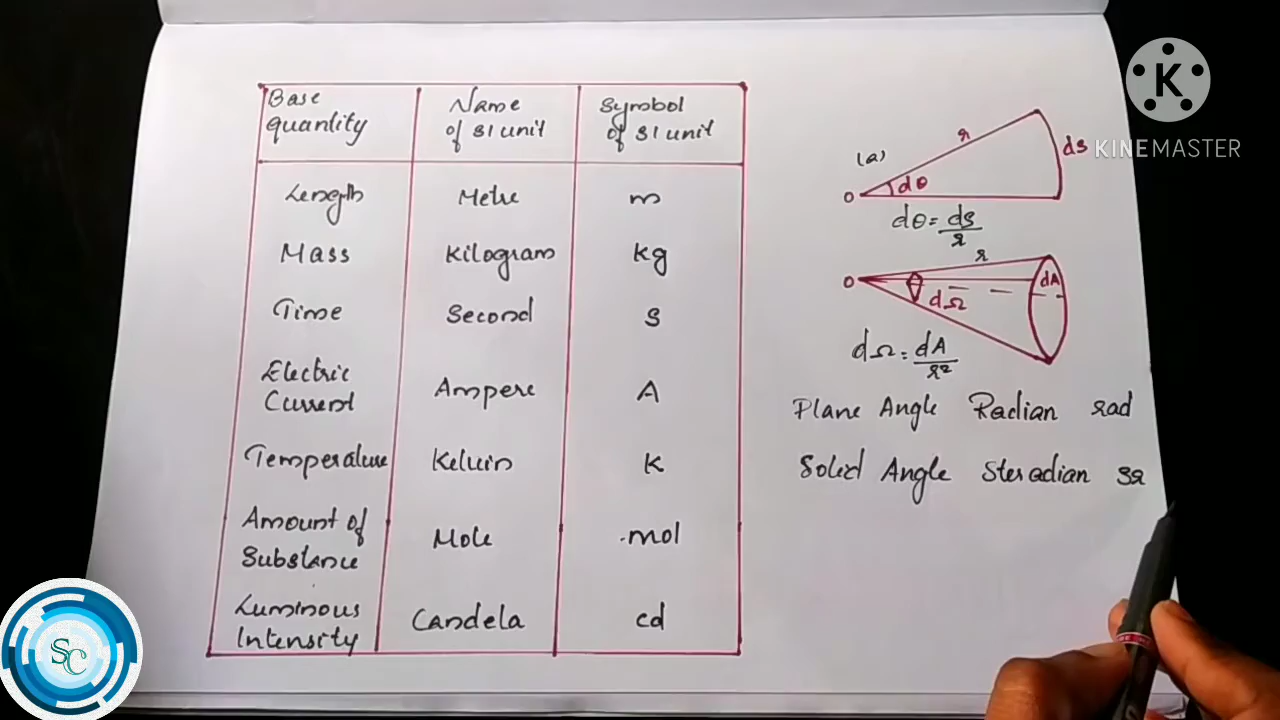 Base quantity
Name of SI unit
Symbol of SI unit
Length Metre m
Mass Kilogram kg
Time Second s
Electric Current Ampere A
Temperature Kelvin K
Amount of Substance Mole mol
Luminous Intensity Candela cd
(a)
r
ds
dθ
O
dθ = ds/r
r
O
dA
dΩ
dΩ = dA/r²
Plane Angle Radian rad
Solid Angle Steradian sr
K
KINEMASTER
SC